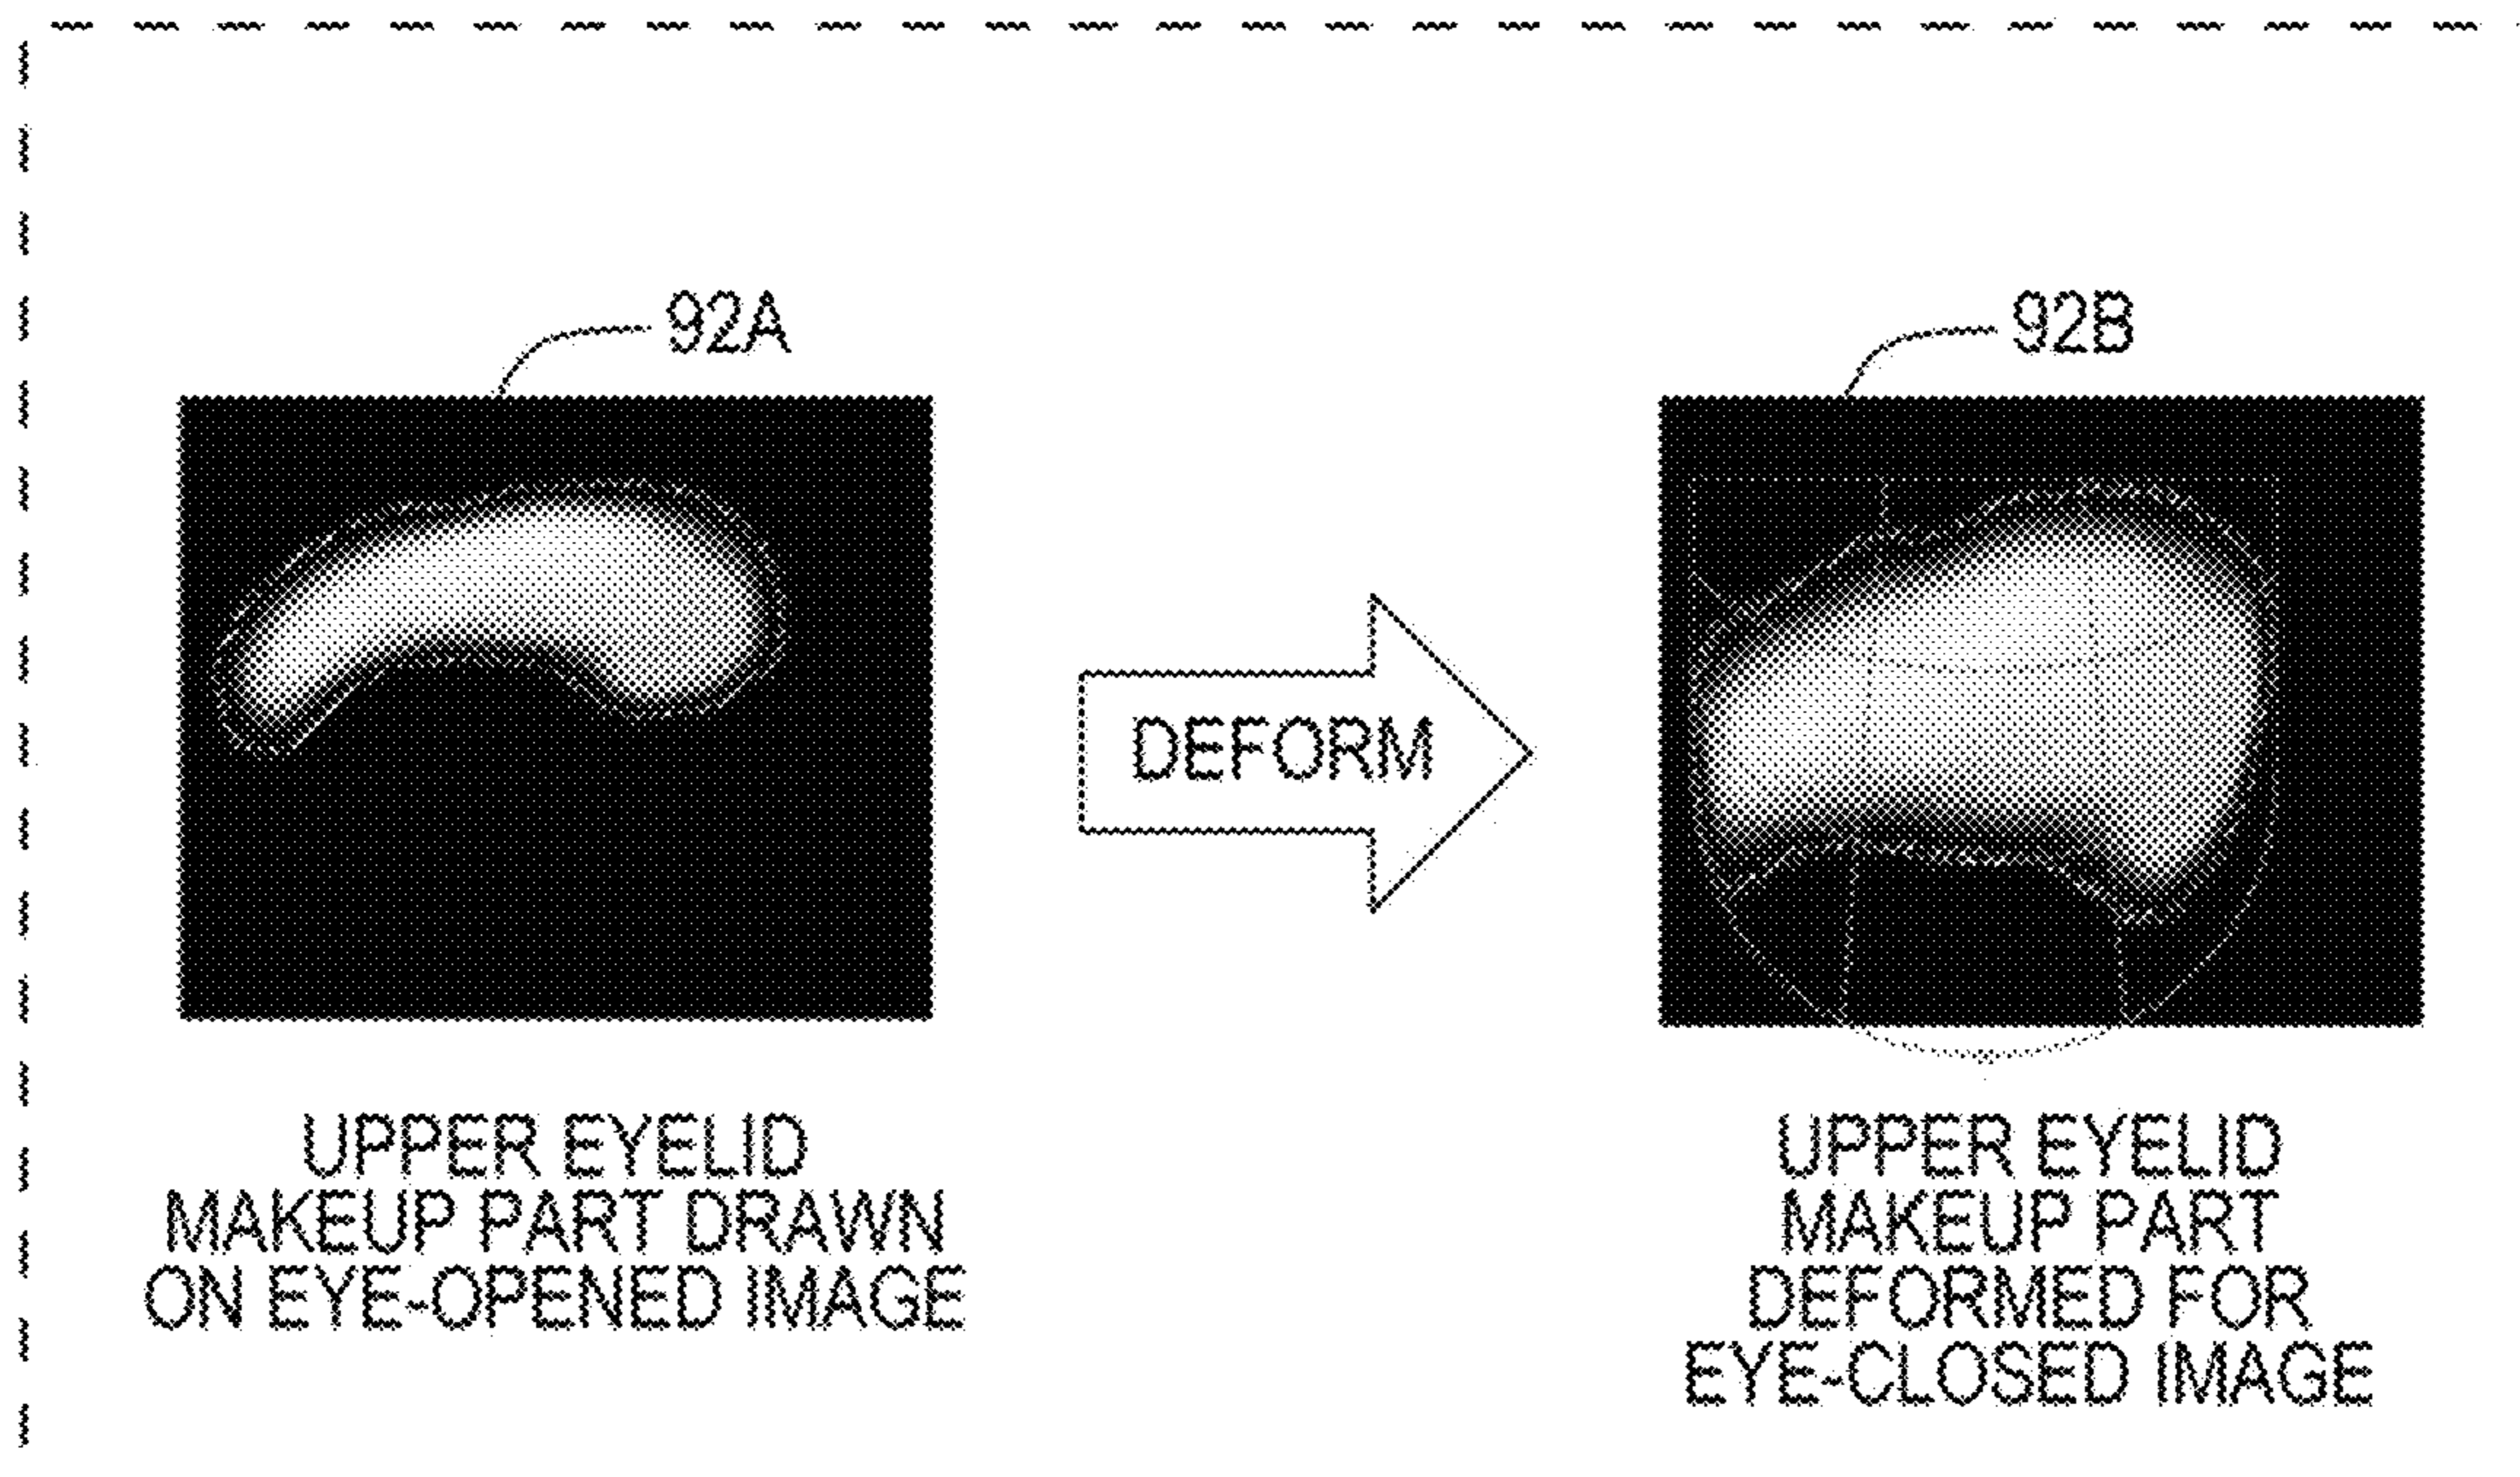 92A
92B
DEFORM
UPPER EYELID
MAKEUP PART DRAWN
ON EYE-OPENED IMAGE
UPPER EYELID
MAKEUP PART
DEFORMED FOR
EYE-CLOSED IMAGE